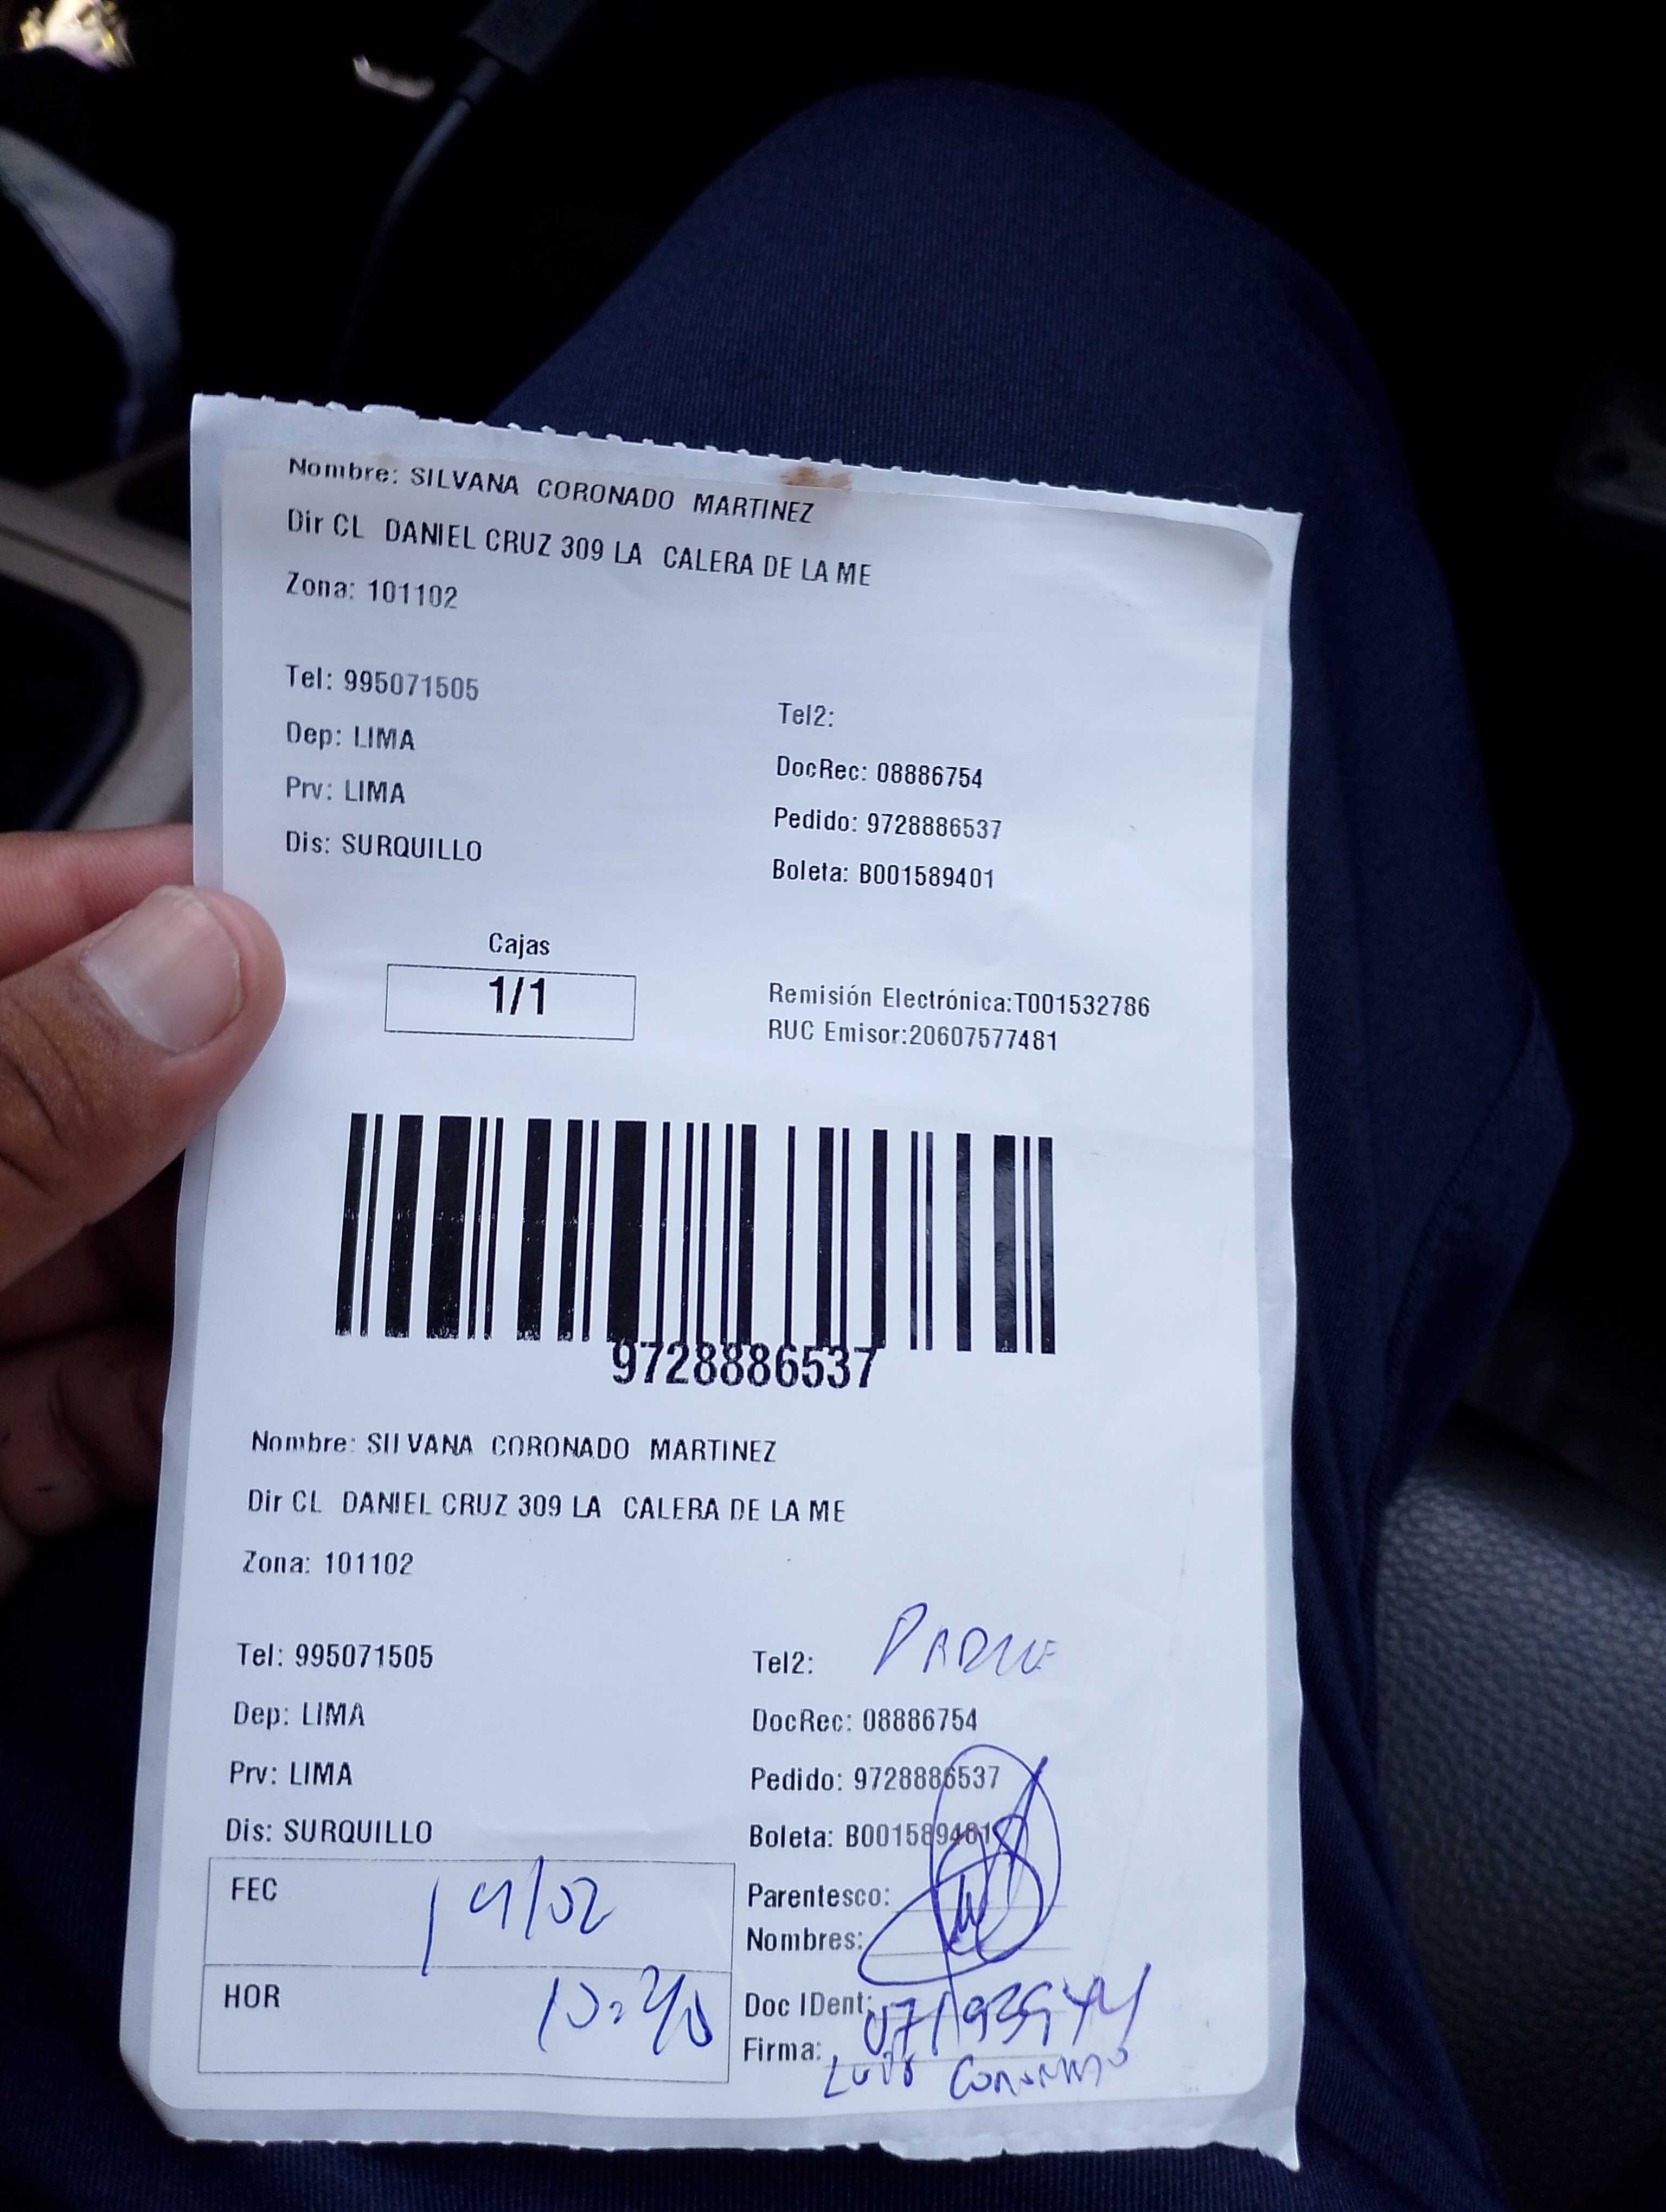 Nombre: SILVANA CORONADO MARTINEZ
Dir CL DANIEL CRUZ 309 LA CALERA DE LA ME
Zona: 101102
Tel: 995071505
Tel2:
Dep: LIMA
DocRec: 08886754
Prv: LIMA
Pedido: 9728886537
Dis: SURQUILLO
Boleta: B001589401
Cajas
1/1
Remisión Electrónica:T001532786
RUC Emisor:20607577481
9728886537
Nombre: SILVANA CORONADO MARTINEZ
Dir CL DANIEL CRUZ 309 LA CALERA DE LA ME
Zona: 101102
Tel: 995071505
Tel2:
Dep: LIMA
DocRec: 08886754
Prv: LIMA
Pedido: 9728886537
Dis: SURQUILLO
Boleta: B001589401
FEC 19/02
Parentesco:
Nombres:
HOR
Doc IDent:
Firma: Luis Coronado